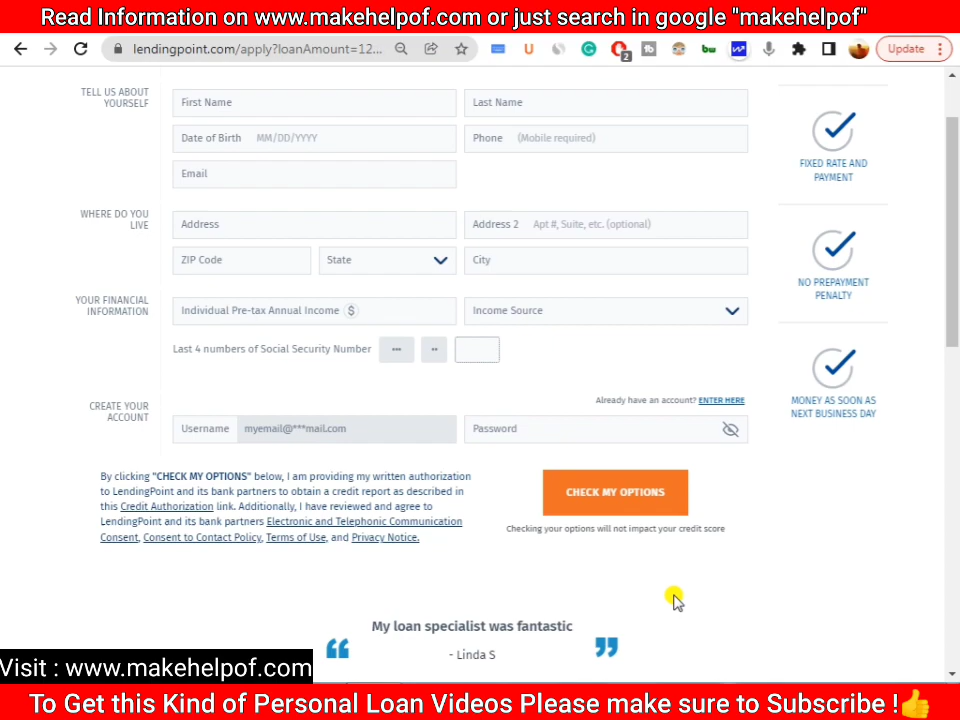 Read Information on www.makehelpof.com or just search in google "makehelpof"
lendingpoint.com/apply?loanAmount=12...
2
Update
TELL US ABOUT
YOURSELF
First Name
Last Name
Date of Birth MM/DD/YYYY
Phone (Mobile required)
Email
FIXED RATE AND
PAYMENT
WHERE DO YOU
LIVE
Address
Address 2 Apt #, Suite, etc. (optional)
ZIP Code
State
City
NO PREPAYMENT
PENALTY
YOUR FINANCIAL
INFORMATION
Individual Pre-tax Annual Income $
Income Source
Last 4 numbers of Social Security Number
MONEY AS SOON AS
NEXT BUSINESS DAY
CREATE YOUR
ACCOUNT
Already have an account? ENTER HERE
Username myemail@***mail.com
Password
By clicking "CHECK MY OPTIONS" below, I am providing my written authorization
to LendingPoint and its bank partners to obtain a credit report as described in
this Credit Authorization link. Additionally, I have reviewed and agree to
LendingPoint and its bank partners Electronic and Telephonic Communication
Consent, Consent to Contact Policy, Terms of Use, and Privacy Notice.
CHECK MY OPTIONS
Checking your options will not impact your credit score
My loan specialist was fantastic
- Linda S
Visit : www.makehelpof.com
To Get this Kind of Personal Loan Videos Please make sure to Subscribe !👍